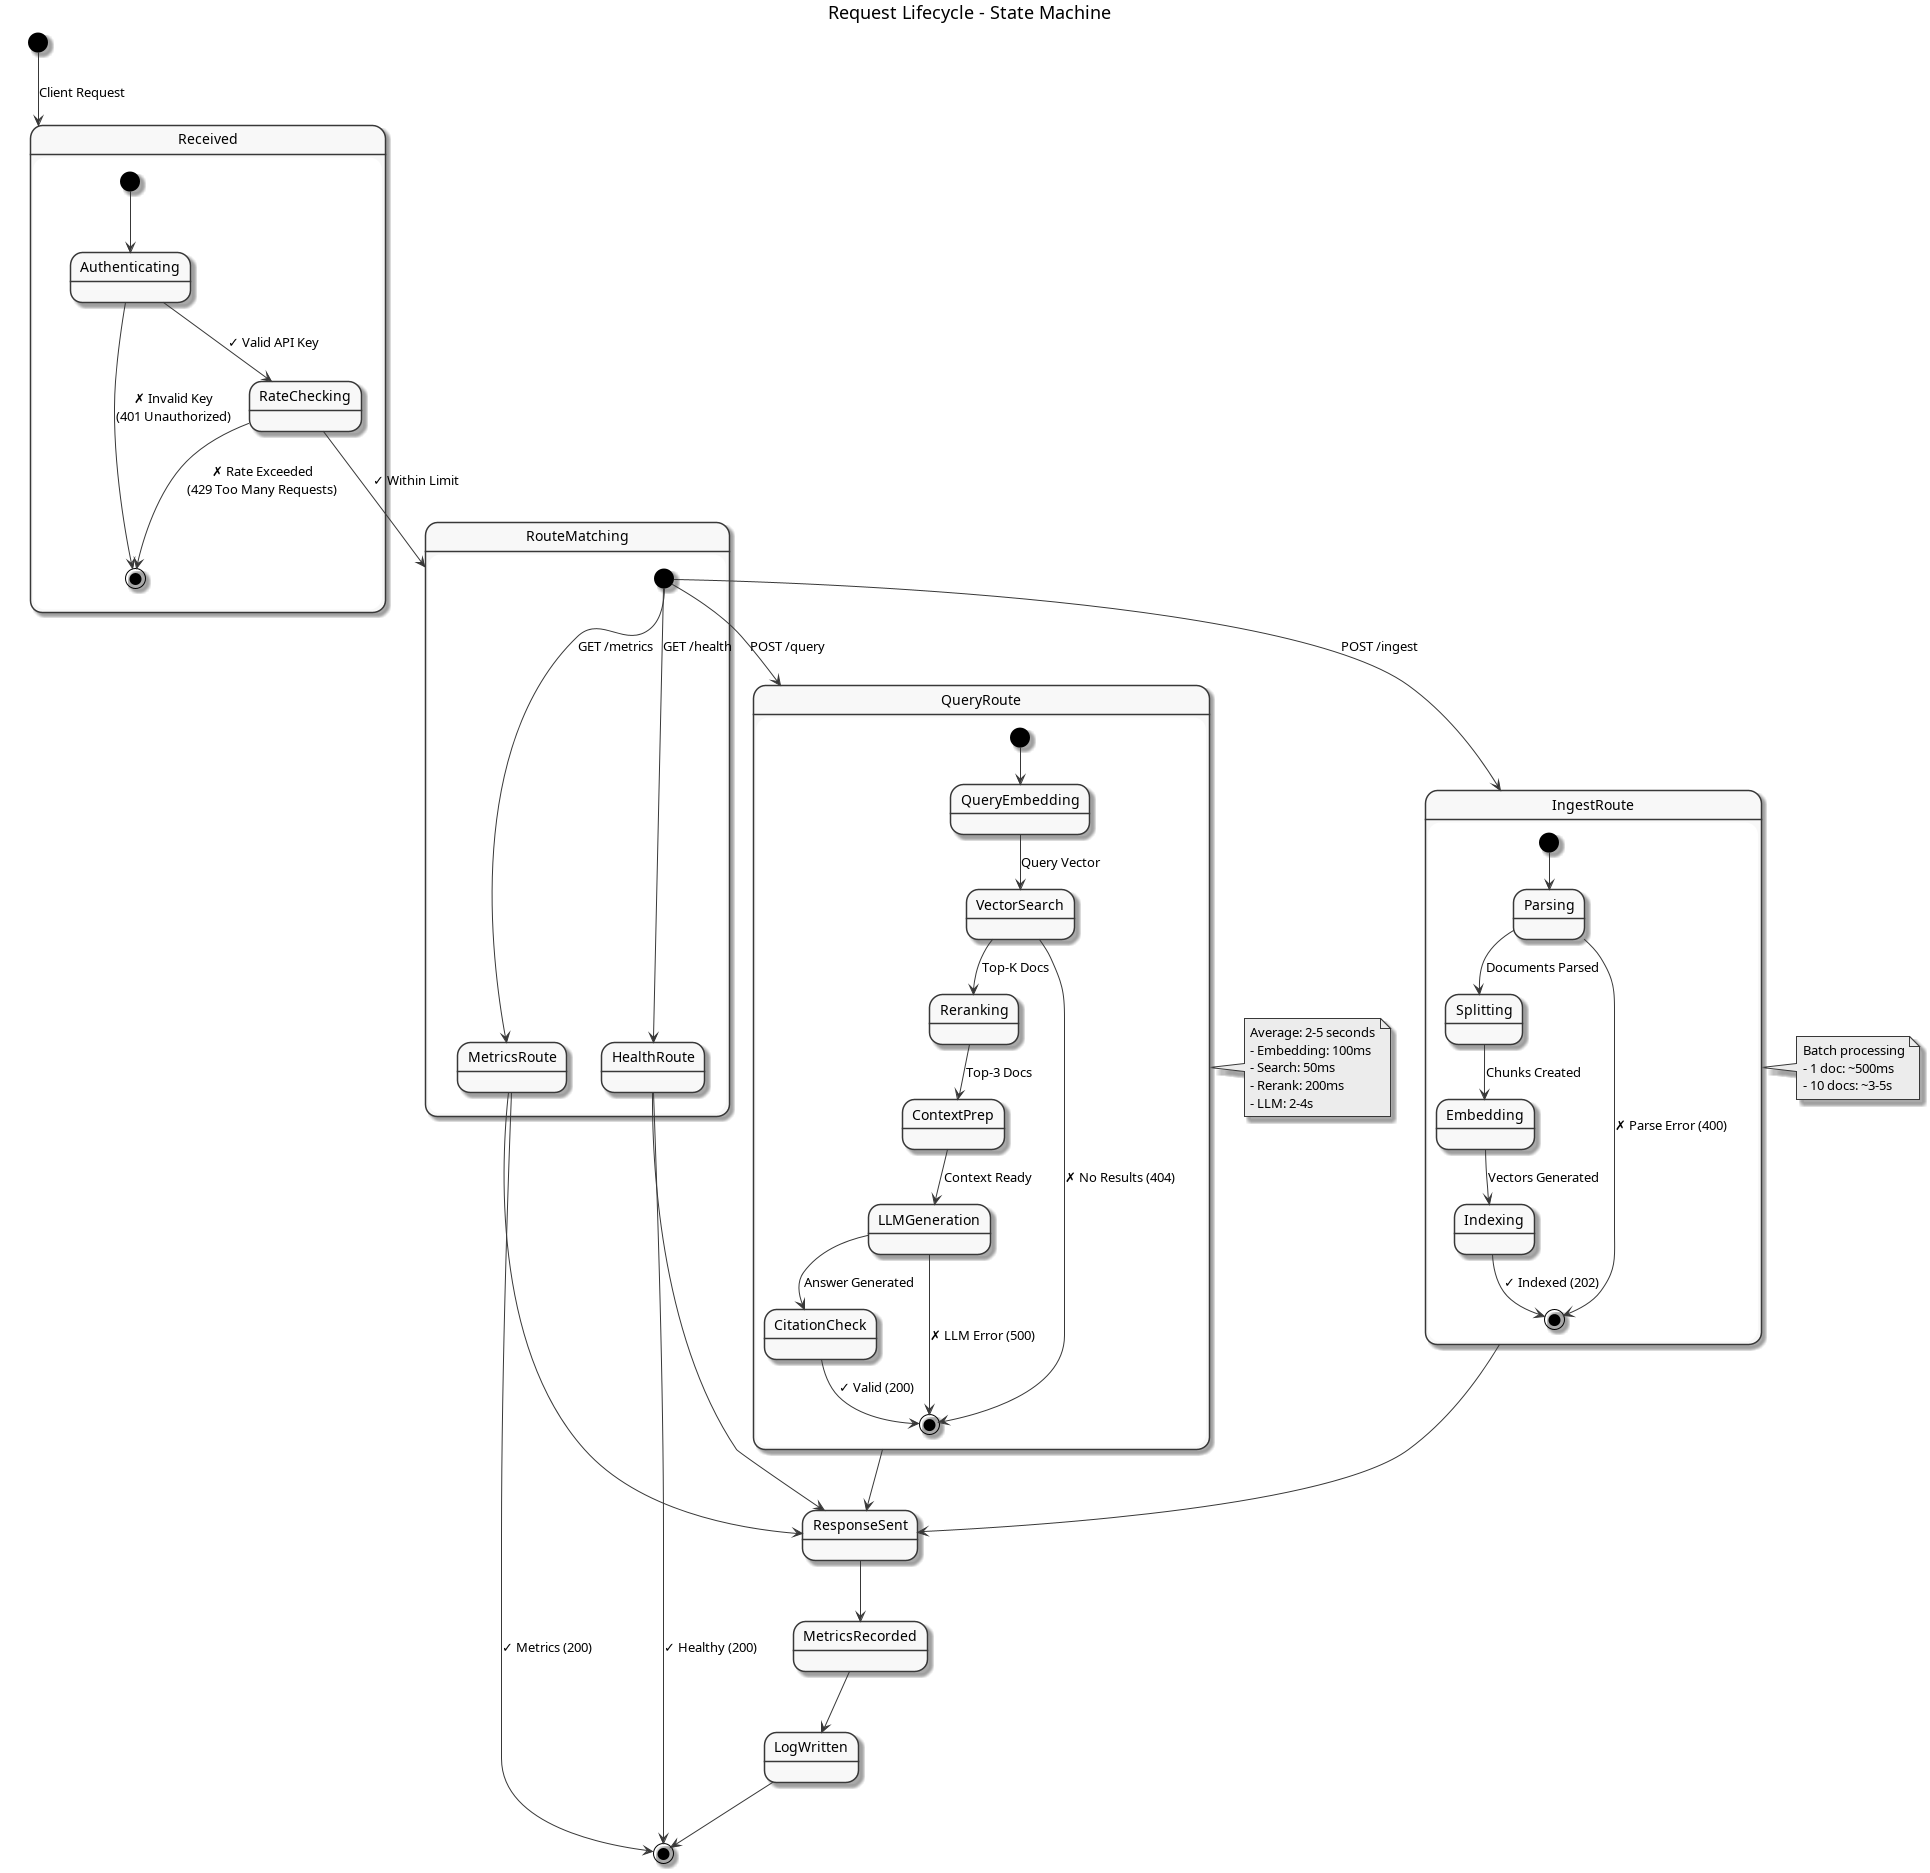 Request Lifecycle - State Machine
Client Request
Received
Authenticating
✓ Valid API Key
RateChecking
✗ Invalid Key
(401 Unauthorized)
✗ Rate Exceeded
(429 Too Many Requests)
✓ Within Limit
RouteMatching
GET /metrics
GET /health
POST /query
POST /ingest
QueryRoute
QueryEmbedding
Query Vector
VectorSearch
Top-K Docs
Reranking
Top-3 Docs
ContextPrep
Context Ready
✗ No Results (404)
LLMGeneration
Answer Generated
CitationCheck
✗ LLM Error (500)
✓ Valid (200)
Average: 2-5 seconds
- Embedding: 100ms
- Search: 50ms
- Rerank: 200ms
- LLM: 2-4s
IngestRoute
Parsing
Documents Parsed
Splitting
Chunks Created
Embedding
✗ Parse Error (400)
Vectors Generated
Indexing
✓ Indexed (202)
Batch processing
- 1 doc: ~500ms
- 10 docs: ~3-5s
MetricsRoute
HealthRoute
ResponseSent
MetricsRecorded
✓ Metrics (200)
✓ Healthy (200)
LogWritten